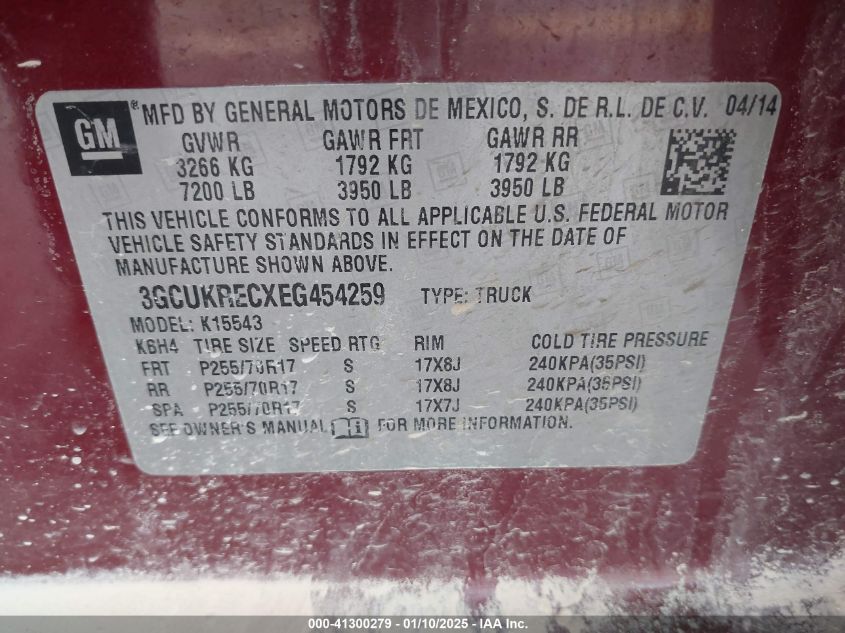 GM ® MFD BY GENERAL MOTORS DE MEXICO, S. DE R.L. DE C.V. 04/14
GVWR GAWR FRT GAWR RR
3266 KG 1792 KG 1792 KG
7200 LB 3950 LB 3950 LB
THIS VEHICLE CONFORMS TO ALL APPLICABLE U.S. FEDERAL MOTOR
VEHICLE SAFETY STANDARDS IN EFFECT ON THE DATE OF
MANUFACTURE SHOWN ABOVE.
3GCUKRECXEG454259 TYPE: TRUCK
MODEL: K15543
K6H4 TIRE SIZE SPEED RTG RIM COLD TIRE PRESSURE
FRT P255/70R17 S 17X8J 240KPA(35PSI)
RR P255/70R17 S 17X8J 240KPA(35PSI)
SPA P255/70R17 S 17X7J 240KPA(35PSI)
SEE OWNER'S MANUAL FOR MORE INFORMATION.
000-41300279 - 01/10/2025 - IAA Inc.